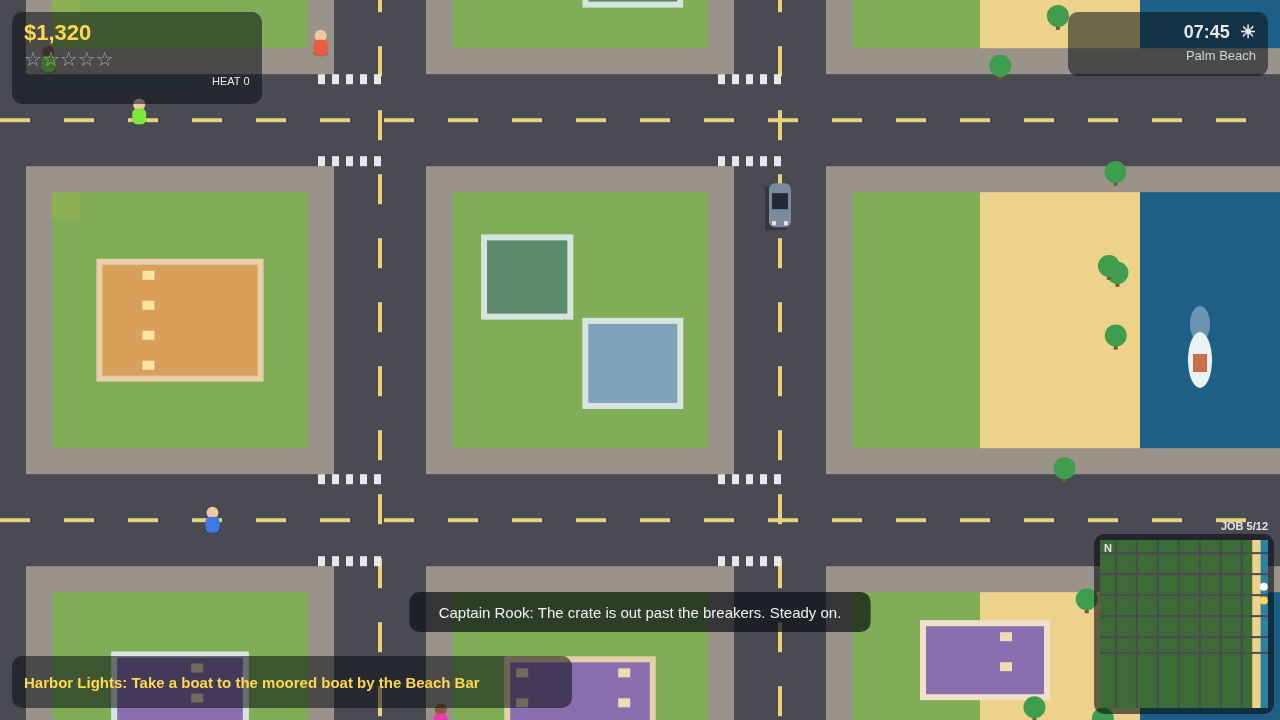 $1,320
☆☆☆☆☆
HEAT 0
07:45 ☀
Palm Beach
JOB 5/12
N
Captain Rook: The crate is out past the breakers. Steady on.
Harbor Lights: Take a boat to the moored boat by the Beach Bar